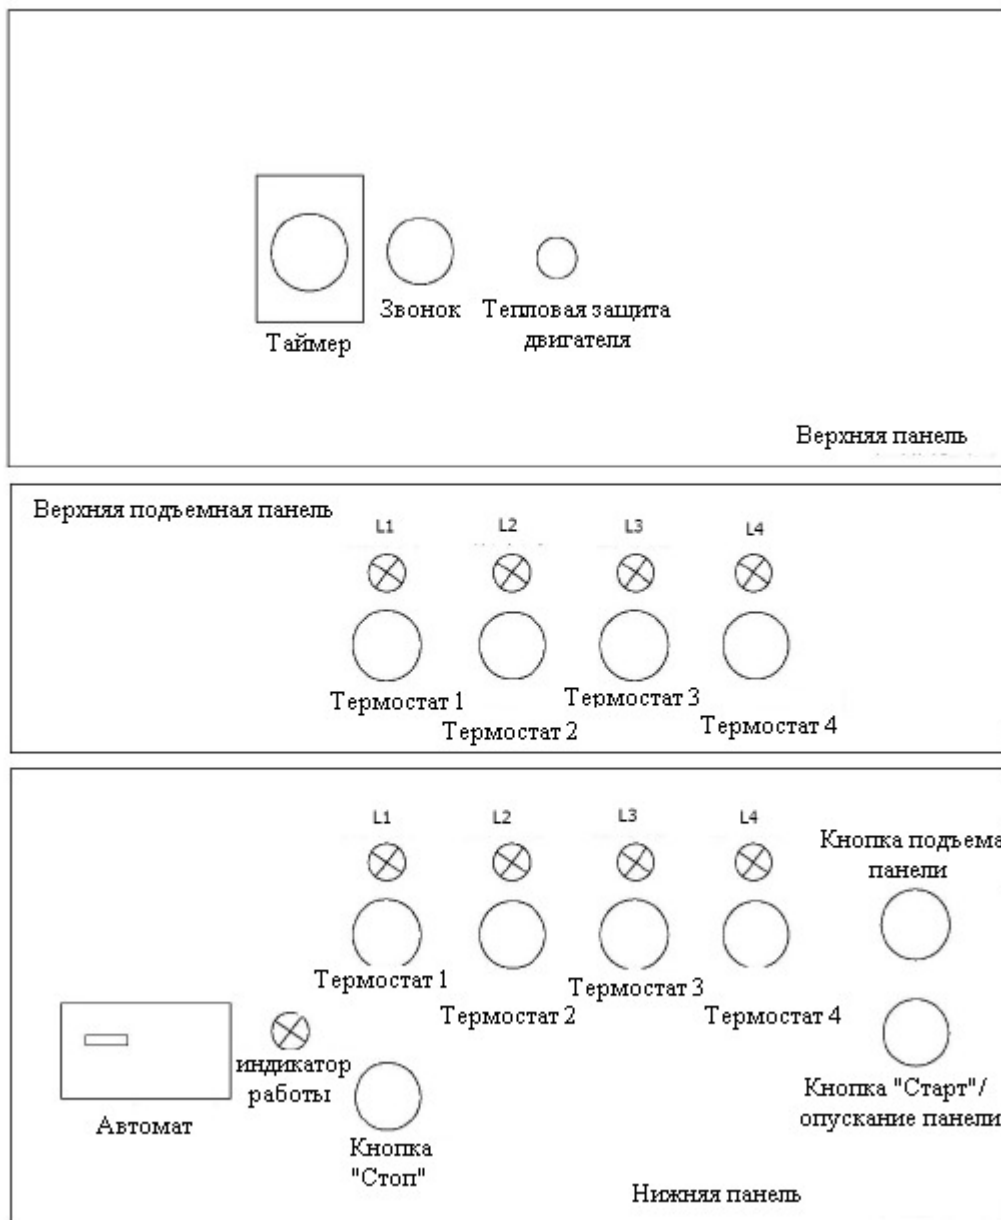 Звонок
Тепловая защита
двигателя
Таймер
Верхняя панель
Верхняя подъемная панель
L1
L2
L3
L4
Термостат 1
Термостат 2
Термостат 3
Термостат 4
L1
L2
L3
L4
Кнопка подъема
панели
Термостат 1
Термостат 2
Термостат 3
Термостат 4
индикатор
работы
Автомат
Кнопка
"Стоп"
Кнопка "Старт"/
опускание панели
Нижняя панель